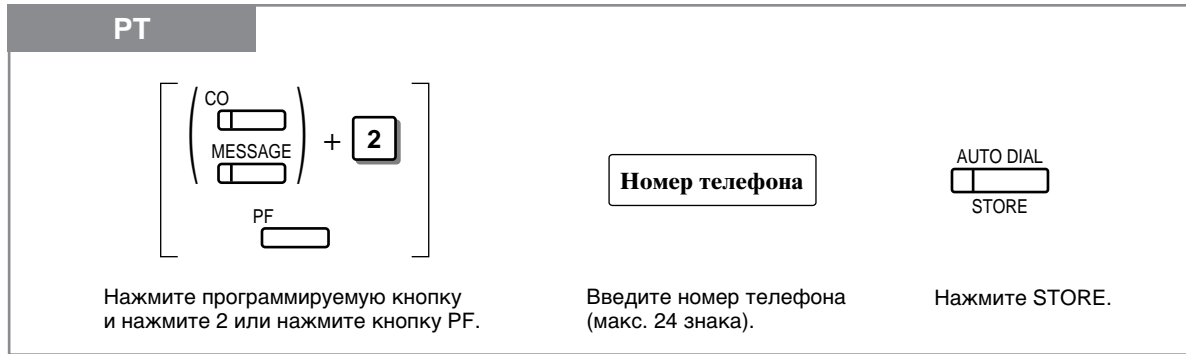 PT
CO
MESSAGE
+
2
PF
Нажмите программируемую кнопку
и нажмите 2 или нажмите кнопку PF.
Номер телефона
Введите номер телефона
(макс. 24 знака).
AUTO DIAL
STORE
Нажмите STORE.